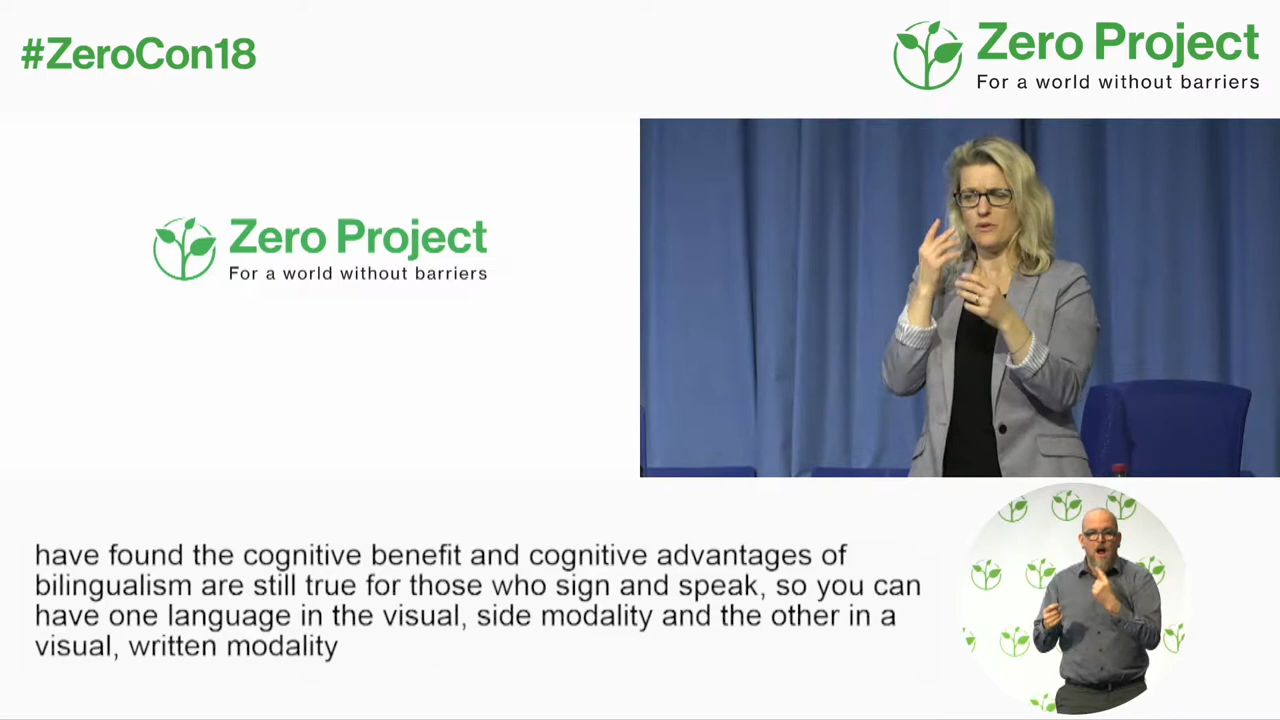 #ZeroCon18
Zero Project
For a world without barriers
Zero Project
For a world without barriers
have found the cognitive benefit and cognitive advantages of
bilingualism are still true for those who sign and speak, so you can
have one language in the visual, side modality and the other in a
visual, written modality